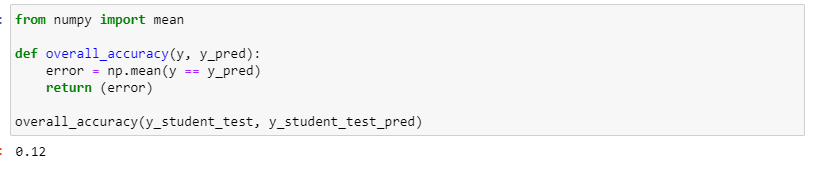 from numpy import mean
def overall_accuracy(y, y_pred):
    error = np.mean(y == y_pred)
    return (error)
overall_accuracy(y_student_test, y_student_test_pred)
0.12